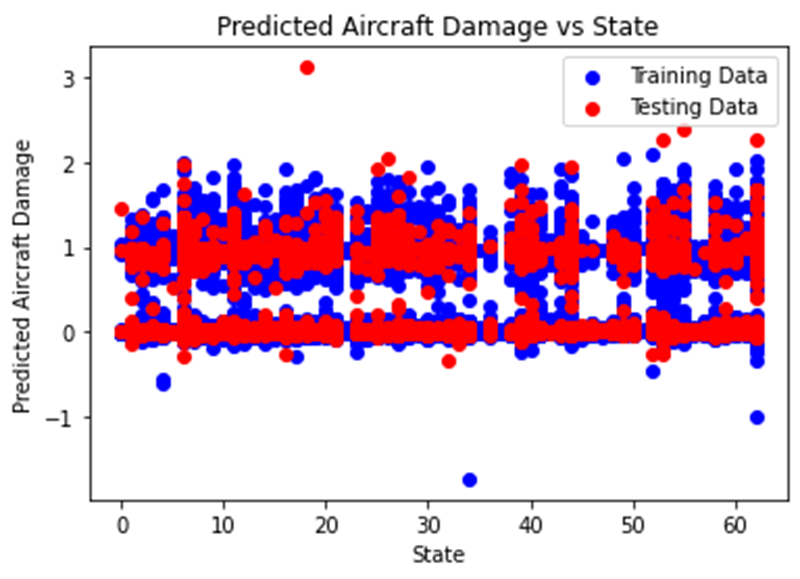 Predicted Aircraft Damage vs State
Training Data
Testing Data
Predicted Aircraft Damage
3
2
1
0
−1
0 10 20 30 40 50 60
State